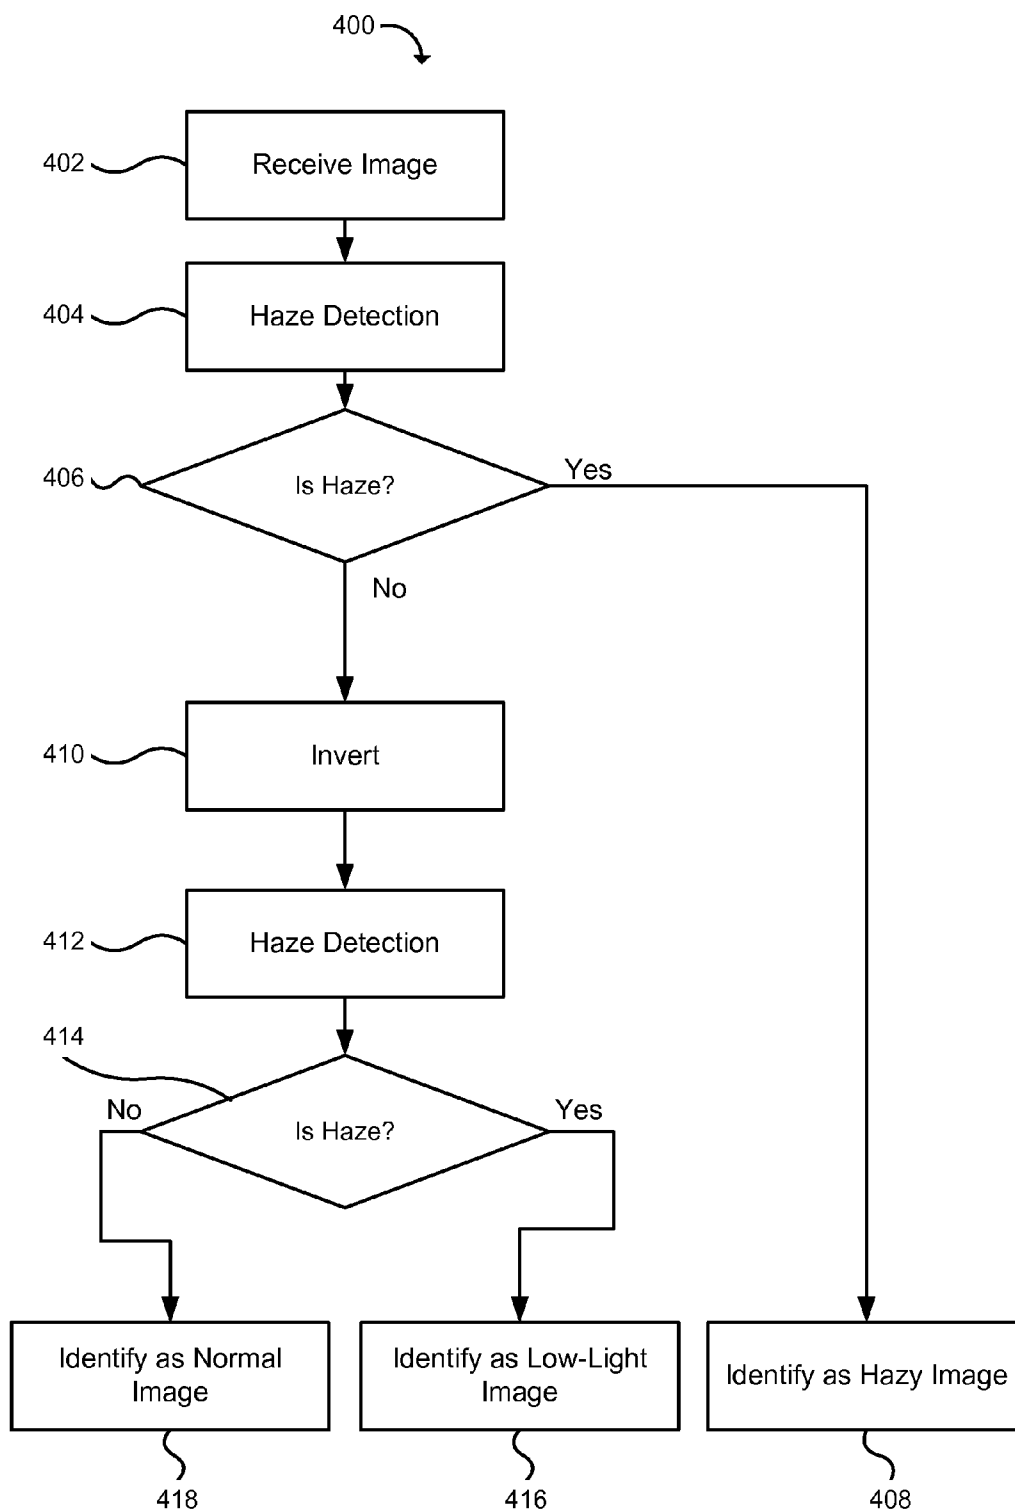 400
402
Receive Image
404
Haze Detection
406
Is Haze?
Yes
No
410
Invert
412
Haze Detection
414
No
Is Haze?
Yes
Identify as Normal
Image
Identify as Low-Light
Image
Identify as Hazy Image
418
416
408